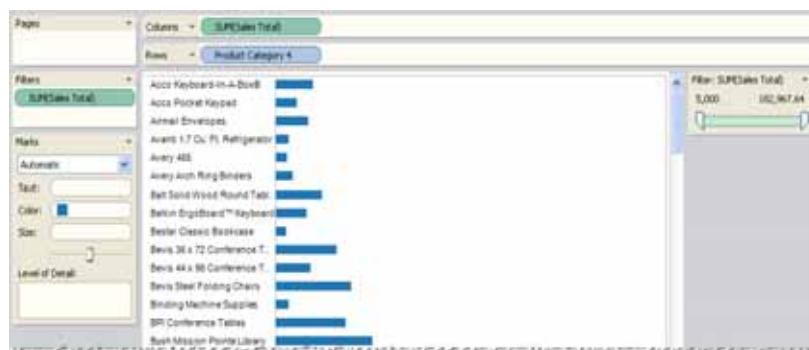 Pages
Columns
SUM(Sales Total)
Rows
Product Category 4
Filters
SUM(Sales Total)
Marks
Automatic
Text:
Color:
Size:
Level of Detail:
Acco Keyboard-In-A-Box®
Acco Pocket Keypad
Airmail Envelopes
Avanti 1.7 Cu. Ft. Refrigerator
Avery 485
Avery Arch Ring Binders
Balt Solid Wood Round Tabl..
Belkin ErgoBoard™ Keyboard
Bestar Classic Bookcase
Bevis 36 x 72 Conference T..
Bevis 44 x 96 Conference T..
Bevis Steel Folding Chairs
Binding Machine Supplies
BPI Conference Tables
Bush Mission Pointe Library
Filter: SUM(Sales Total)
5,000 102,967.64